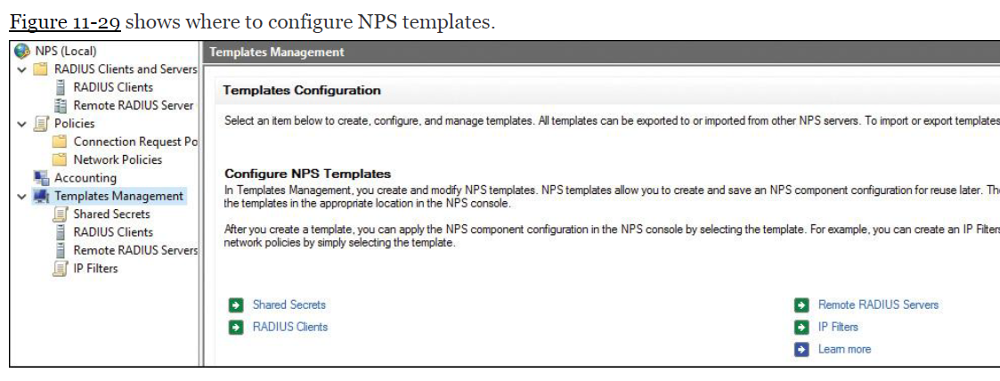 Figure 11-29 shows where to configure NPS templates.
NPS (Local)
RADIUS Clients and Servers
RADIUS Clients
Remote RADIUS Server
Policies
Connection Request Po
Network Policies
Accounting
Templates Management
Shared Secrets
RADIUS Clients
Remote RADIUS Servers
IP Filters
Templates Management
Templates Configuration
Select an item below to create, configure, and manage templates. All templates can be exported to or imported from other NPS servers. To import or export templates
Configure NPS Templates
In Templates Management, you create and modify NPS templates. NPS templates allow you to create and save an NPS component configuration for reuse later. The
the templates in the appropriate location in the NPS console.
After you create a template, you can apply the NPS component configuration in the NPS console by selecting the template. For example, you can create an IP Filters
network policies by simply selecting the template.
Shared Secrets
RADIUS Clients
Remote RADIUS Servers
IP Filters
Learn more